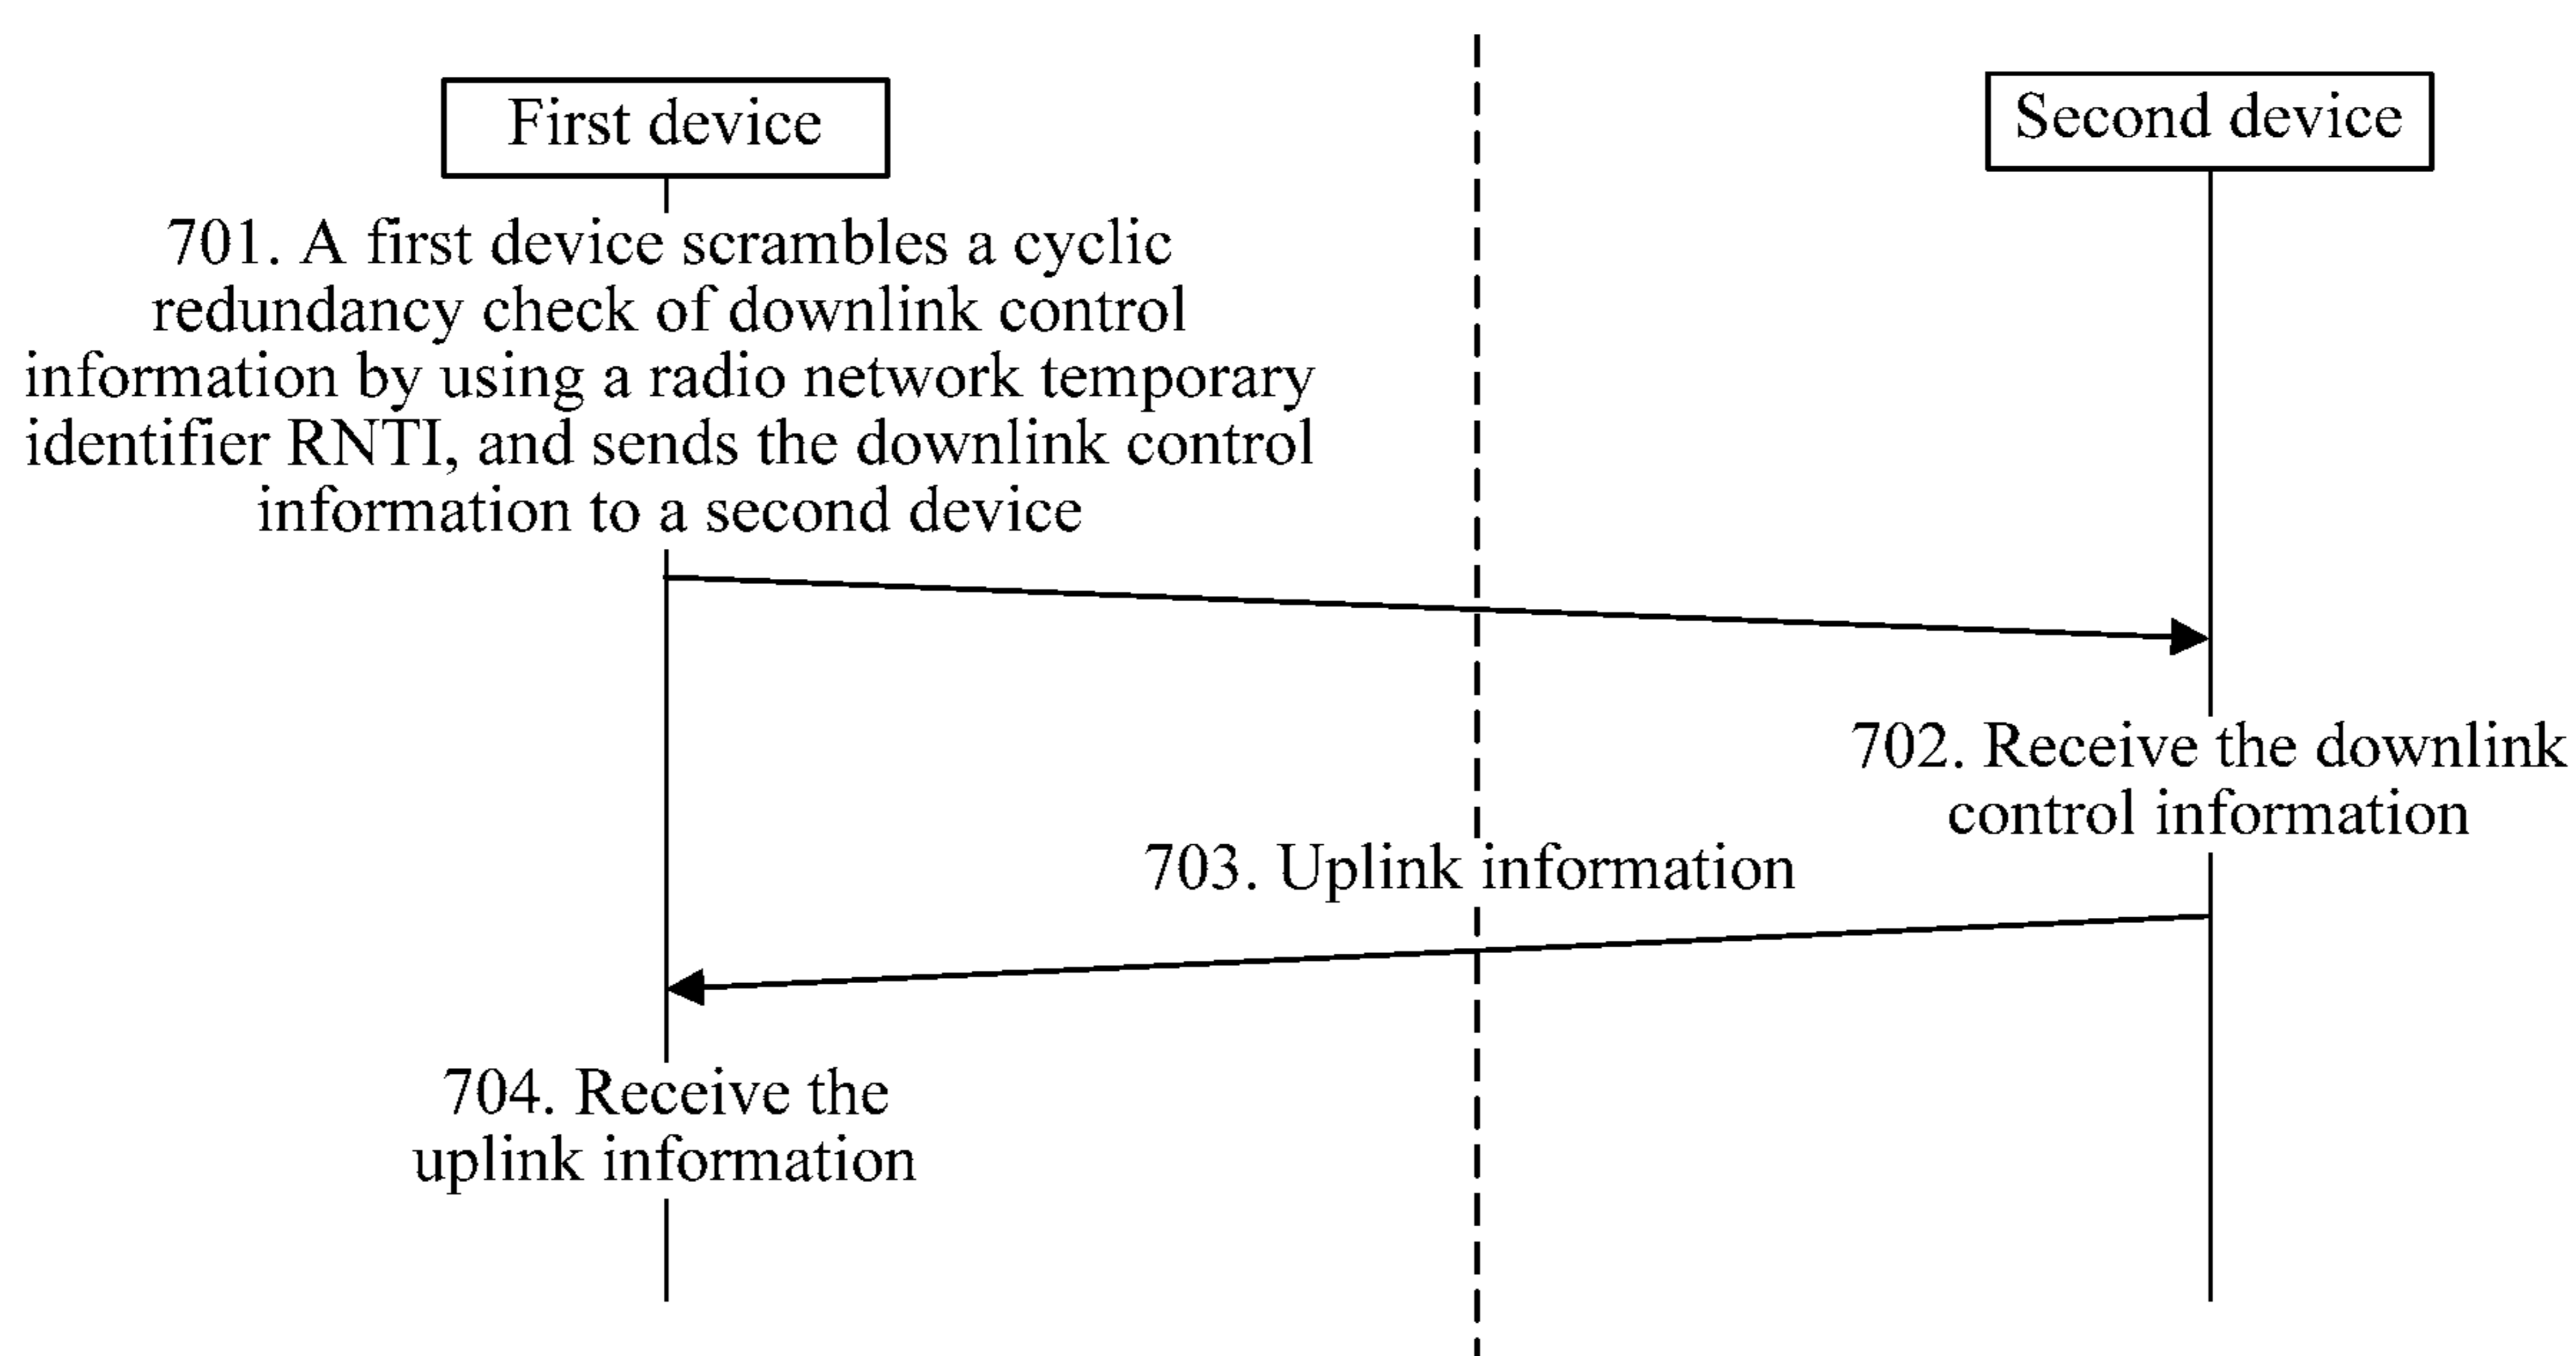 First device
Second device
701. A first device scrambles a cyclic
redundancy check of downlink control
information by using a radio network temporary
identifier RNTI, and sends the downlink control
information to a second device
702. Receive the downlink
control information
703. Uplink information
704. Receive the
uplink information